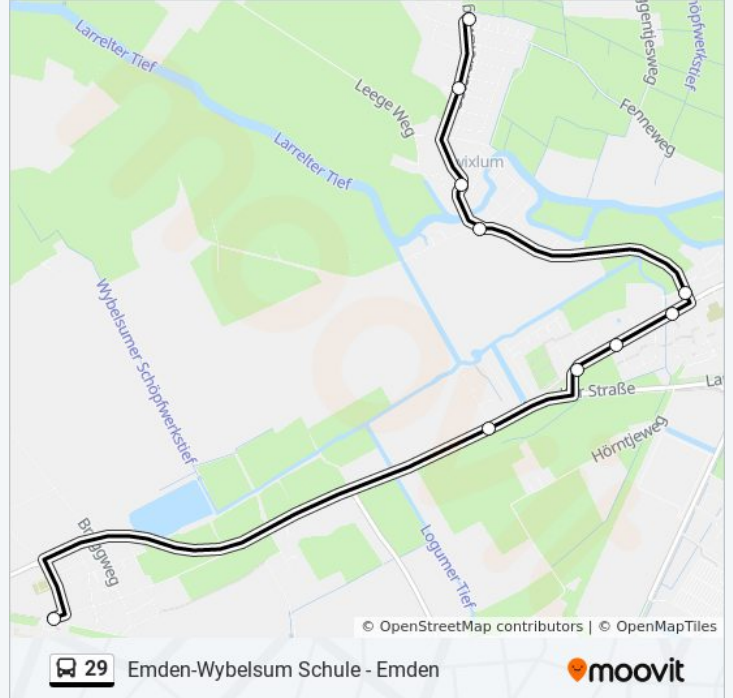 Larrelter Tief
Leege Weg
Fenneweg
Larrelter Tief
Wybelsumer Schöpfwerkstief
Straße
Hörntjeweg
Logumer Tief
© OpenStreetMap contributors | © OpenMapTiles
29 Emden-Wybelsum Schule - Emden
moovit